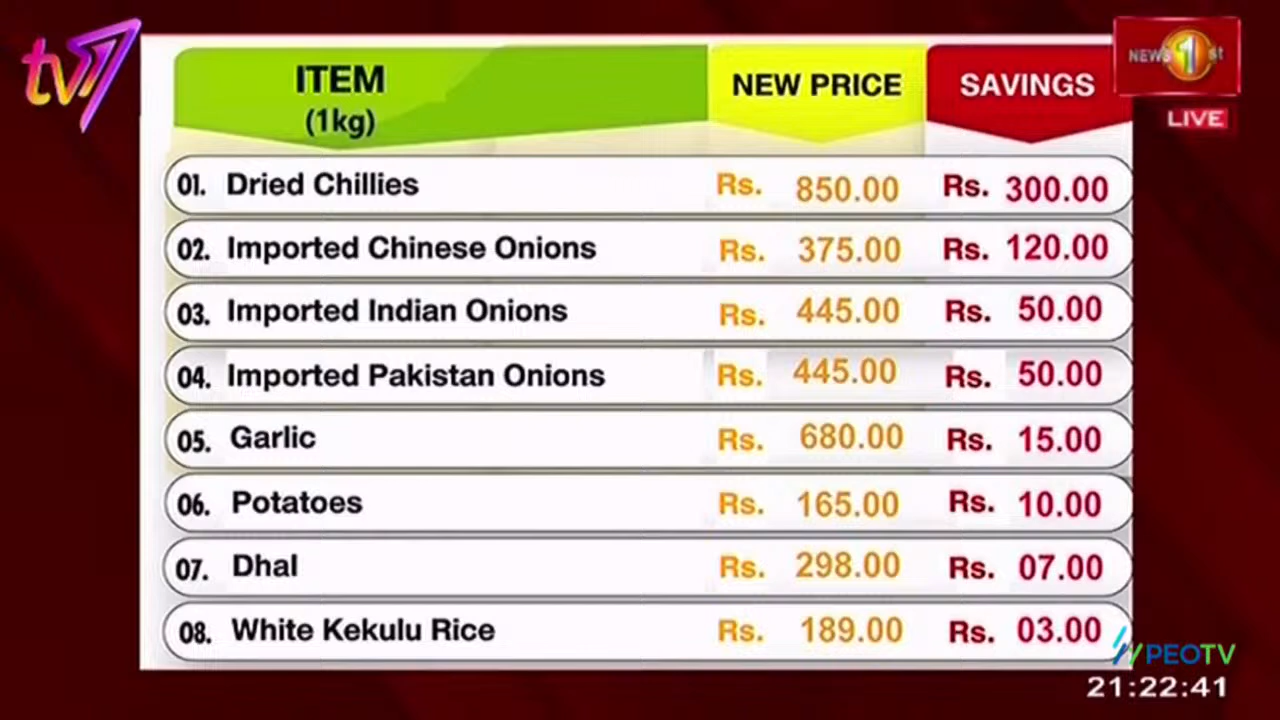 tv1
NEWS 1st
LIVE
ITEM
(1kg)
NEW PRICE
SAVINGS
01. Dried Chillies Rs. 850.00 Rs. 300.00
02. Imported Chinese Onions Rs. 375.00 Rs. 120.00
03. Imported Indian Onions Rs. 445.00 Rs. 50.00
04. Imported Pakistan Onions Rs. 445.00 Rs. 50.00
05. Garlic Rs. 680.00 Rs. 15.00
06. Potatoes Rs. 165.00 Rs. 10.00
07. Dhal Rs. 298.00 Rs. 07.00
08. White Kekulu Rice Rs. 189.00 Rs. 03.00
PEOTV
21:22:41